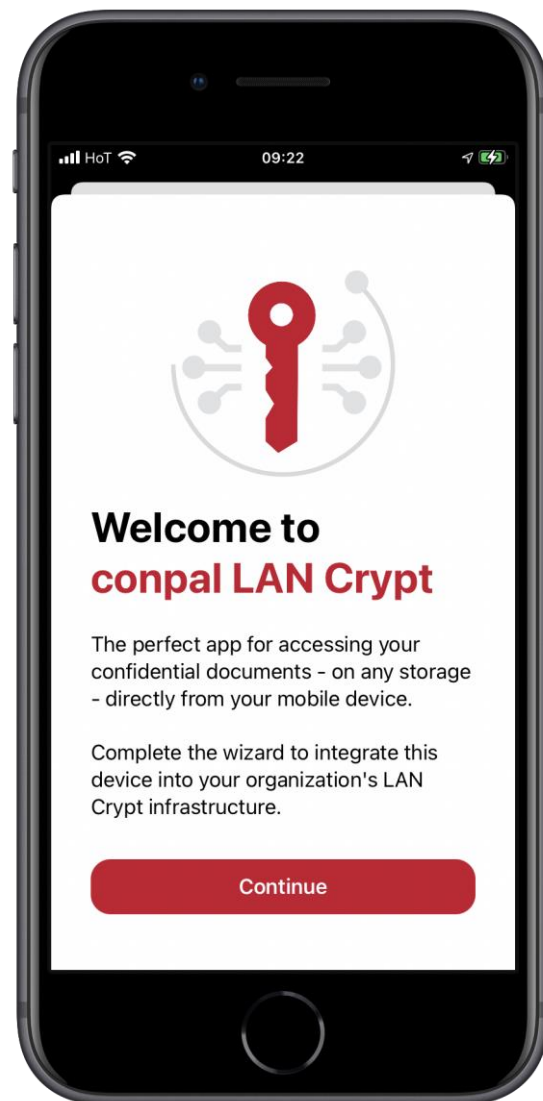 HoT 09:22
Welcome to
conpal LAN Crypt
The perfect app for accessing your
confidential documents - on any storage
- directly from your mobile device.
Complete the wizard to integrate this
device into your organization's LAN
Crypt infrastructure.
Continue